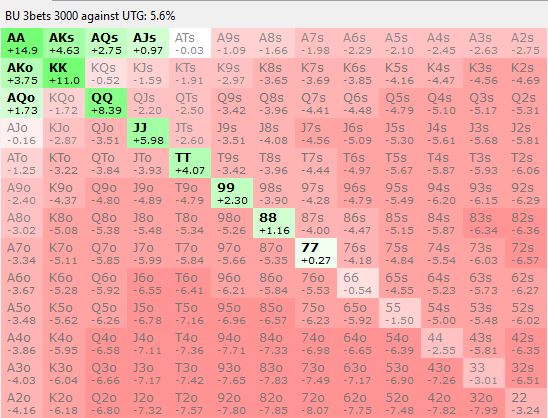 BU 3bets 3000 against UTG: 5.6%
AA AKs AQs AJs ATs A9s A8s A7s A6s A5s A4s A3s A2s
+14.9 +4.63 +2.75 +0.97 -0.03 -1.09 -1.66 -1.98 -2.29 -2.10 -2.45 -2.63 -2.75
AKo KK KQs KJs KTs K9s K8s K7s K6s K5s K4s K3s K2s
+3.75 +11.0 -0.52 -1.59 -1.91 -2.97 -3.65 -3.69 -3.85 -4.16 -4.47 -4.56 -4.69
AQo KQo QQ QJs QTs Q9s Q8s Q7s Q6s Q5s Q4s Q3s Q2s
+1.73 -1.72 +8.39 -2.20 -2.50 -3.42 -3.96 -4.41 -4.48 -4.79 -5.10 -5.17 -5.31
AJo KJo QJo JJ JTs J9s J8s J7s J6s J5s J4s J3s J2s
-0.16 -2.87 -3.51 +5.98 -2.60 -3.51 -4.08 -4.56 -5.09 -5.30 -5.61 -5.68 -5.81
ATo KTo QTo JTo TT T9s T8s T7s T6s T5s T4s T3s T2s
-1.25 -3.22 -3.84 -3.93 +4.07 -3.42 -3.96 -4.44 -4.97 -5.67 -5.87 -5.93 -6.06
A9o K9o Q9o J9o T9o 99 98s 97s 96s 95s 94s 93s 92s
-2.40 -4.37 -4.80 -4.89 -4.79 +2.30 -3.90 -4.28 -4.79 -5.49 -6.20 -6.15 -6.29
A8o K8o Q8o J8o T8o 98o 88 87s 86s 85s 84s 83s 82s
-3.02 -5.08 -5.38 -5.48 -5.34 -5.26 +1.16 -4.00 -4.47 -5.15 -5.85 -6.34 -6.36
A7o K7o Q7o J7o T7o 97o 87o 77 76s 75s 74s 73s 72s
-3.34 -5.11 -5.85 -5.99 -5.84 -5.66 -5.35 +0.27 -4.18 -4.84 -5.54 -6.03 -6.57
A6o K6o Q6o J6o T6o 96o 86o 76o 66 65s 64s 63s 62s
-3.67 -5.28 -5.92 -6.55 -6.41 -6.21 -5.84 -5.53 -0.54 -4.55 -5.23 -5.73 -6.27
A5o K5o Q5o J5o T5o 95o 85o 75o 65o 55 54s 53s 52s
-3.48 -5.62 -6.26 -6.78 -7.16 -6.96 -6.57 -6.23 -5.92 -1.50 -5.00 -5.48 -6.02
A4o K4o Q4o J4o T4o 94o 84o 74o 64o 54o 44 43s 42s
-3.86 -5.95 -6.58 -7.11 -7.36 -7.71 -7.33 -6.98 -6.65 -6.39 -2.55 -5.81 -6.35
A3o K3o Q3o J3o T3o 93o 83o 73o 63o 53o 43o 33 32s
-4.03 -6.04 -6.66 -7.17 -7.42 -7.65 -7.83 -7.49 -7.17 -6.90 -7.26 -3.01 -6.51
A2o K2o Q2o J2o T2o 92o 82o 72o 62o 52o 42o 32o 22
-4.16 -6.18 -6.80 -7.32 -7.57 -7.80 -7.85 -8.07 -7.75 -7.48 -7.82 -7.99 -3.24